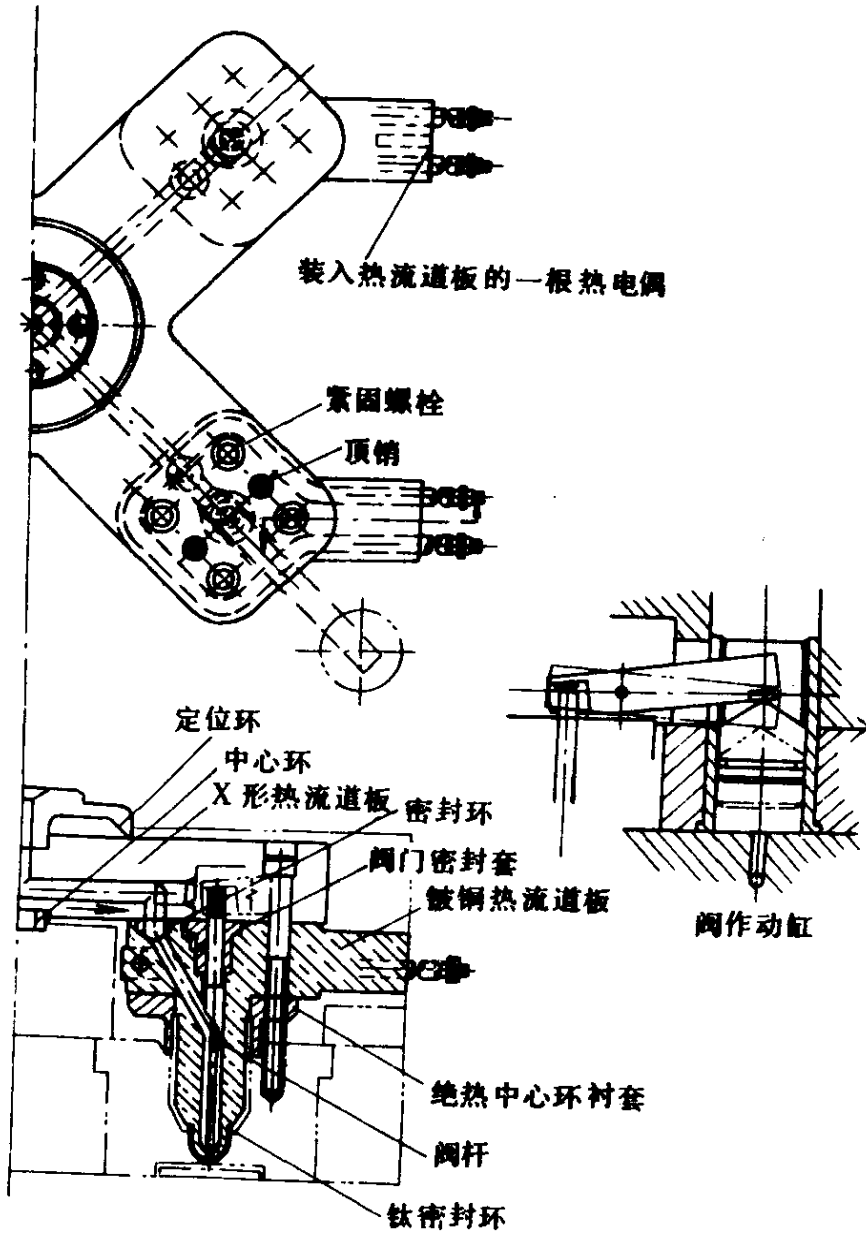 装入热流道板的一根热电偶
紧固螺栓
顶销
定位环
中心环
X形热流道板
密封环
阀门密封套
铍铜热流道板
阀作动缸
绝热中心环衬套
阀杆
钛密封环